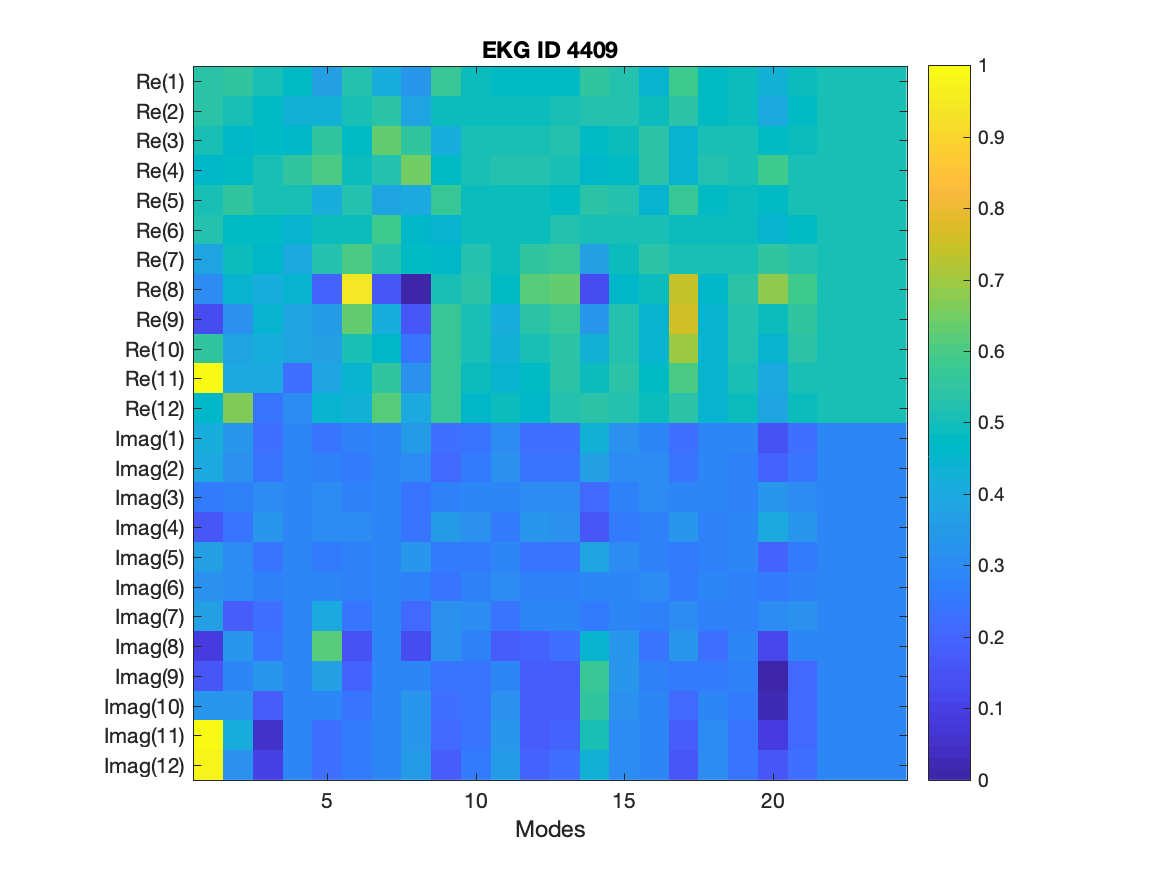 EKG ID 4409
Re(1)
Re(2)
Re(3)
Re(4)
Re(5)
Re(6)
Re(7)
Re(8)
Re(9)
Re(10)
Re(11)
Re(12)
Imag(1)
Imag(2)
Imag(3)
Imag(4)
Imag(5)
Imag(6)
Imag(7)
Imag(8)
Imag(9)
Imag(10)
Imag(11)
Imag(12)
5 10 15 20
Modes
1
0.9
0.8
0.7
0.6
0.5
0.4
0.3
0.2
0.1
0